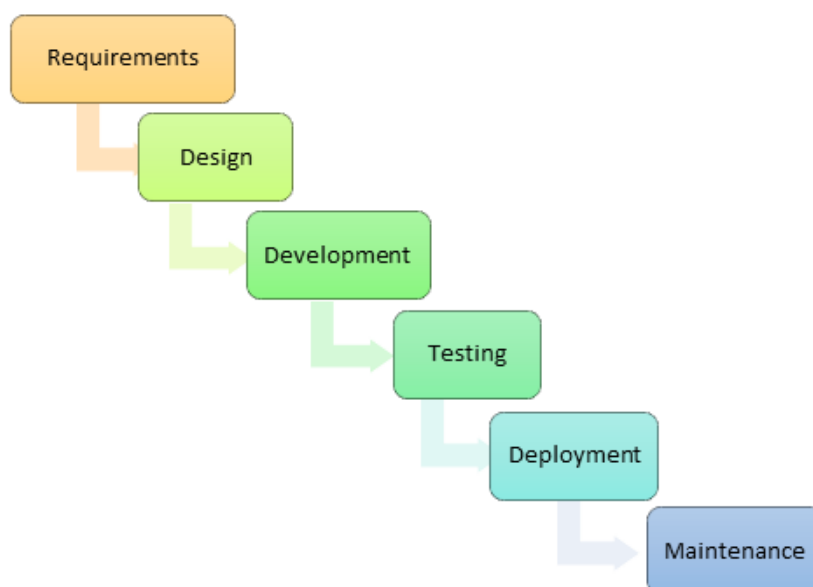 Requirements
Design
Development
Testing
Deployment
Maintenance